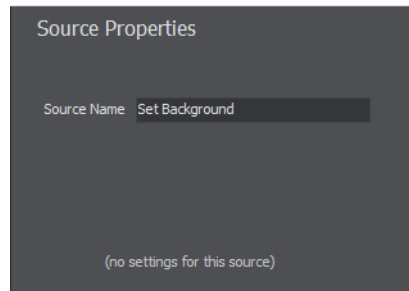 Source Properties
Source Name Set Background
(no settings for this source)